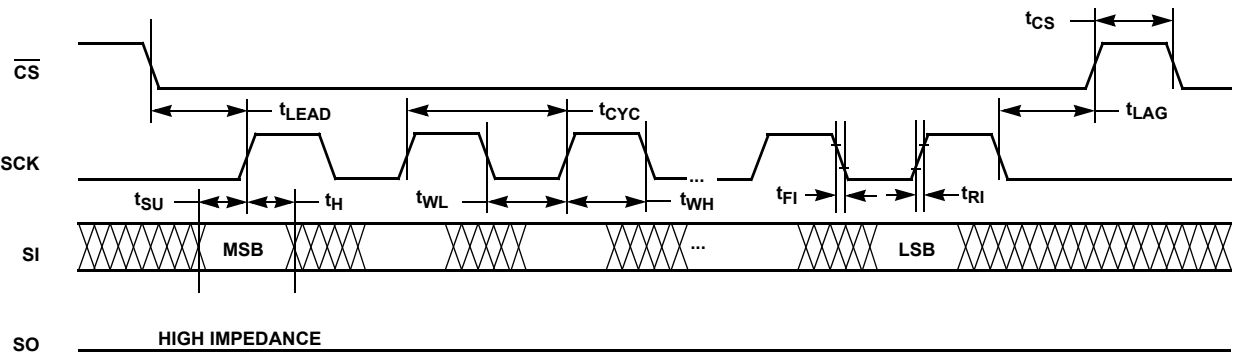 tCS
CS
tLEAD
tCYC
tLAG
SCK
...
tSU
tH
tWL
tWH
tFI
tRI
SI
MSB
...
LSB
SO
HIGH IMPEDANCE